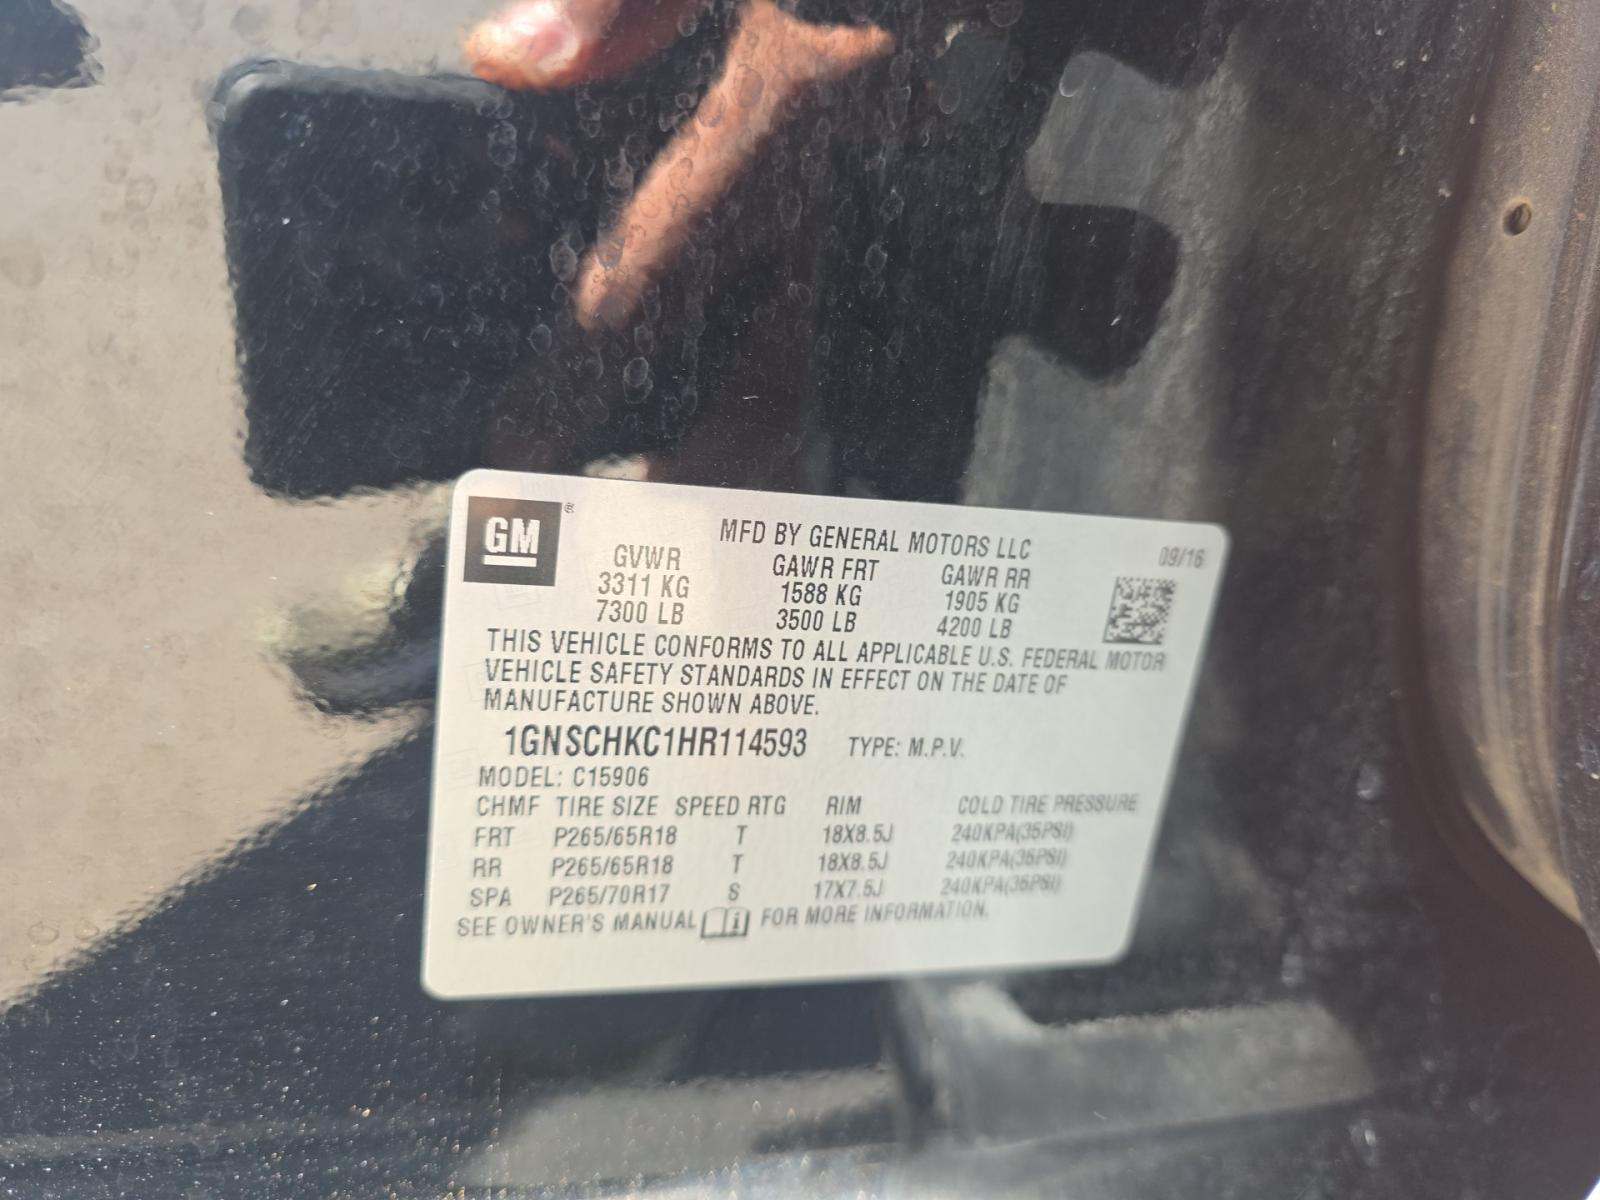 GM®
MFD BY GENERAL MOTORS LLC
09/16
GVWR GAWR FRT GAWR RR
3311 KG 1588 KG 1905 KG
7300 LB 3500 LB 4200 LB
THIS VEHICLE CONFORMS TO ALL APPLICABLE U.S. FEDERAL MOTOR
VEHICLE SAFETY STANDARDS IN EFFECT ON THE DATE OF
MANUFACTURE SHOWN ABOVE.
1GNSCHKC1HR114593 TYPE: M.P.V.
MODEL: C15906
CHMF TIRE SIZE SPEED RTG RIM COLD TIRE PRESSURE
FRT P265/65R18 T 18X8.5J 240KPA(35PSI)
RR P265/65R18 T 18X8.5J 240KPA(35PSI)
SPA P265/70R17 S 17X7.5J 240KPA(35PSI)
SEE OWNER'S MANUAL FOR MORE INFORMATION.